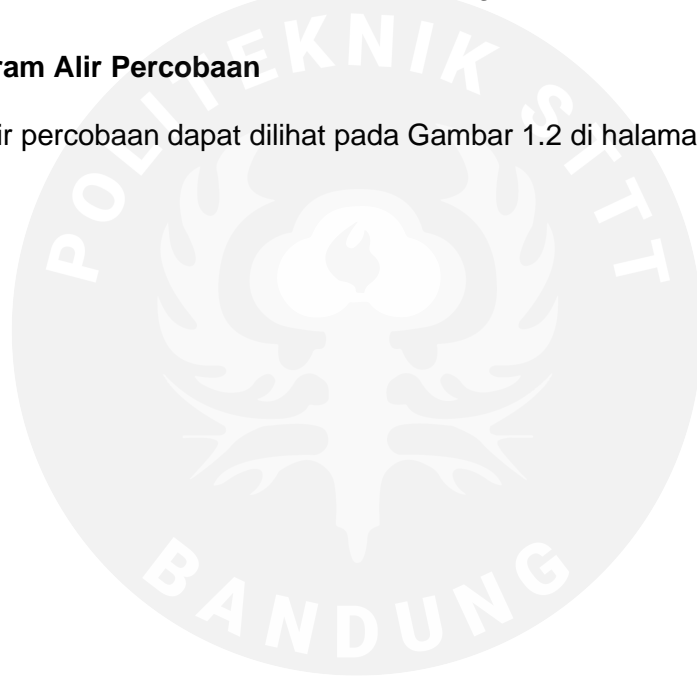 ram Alir Percobaan
ir percobaan dapat dilihat pada Gambar 1.2 di halama
POLITEKNIK STTT
BANDUNG